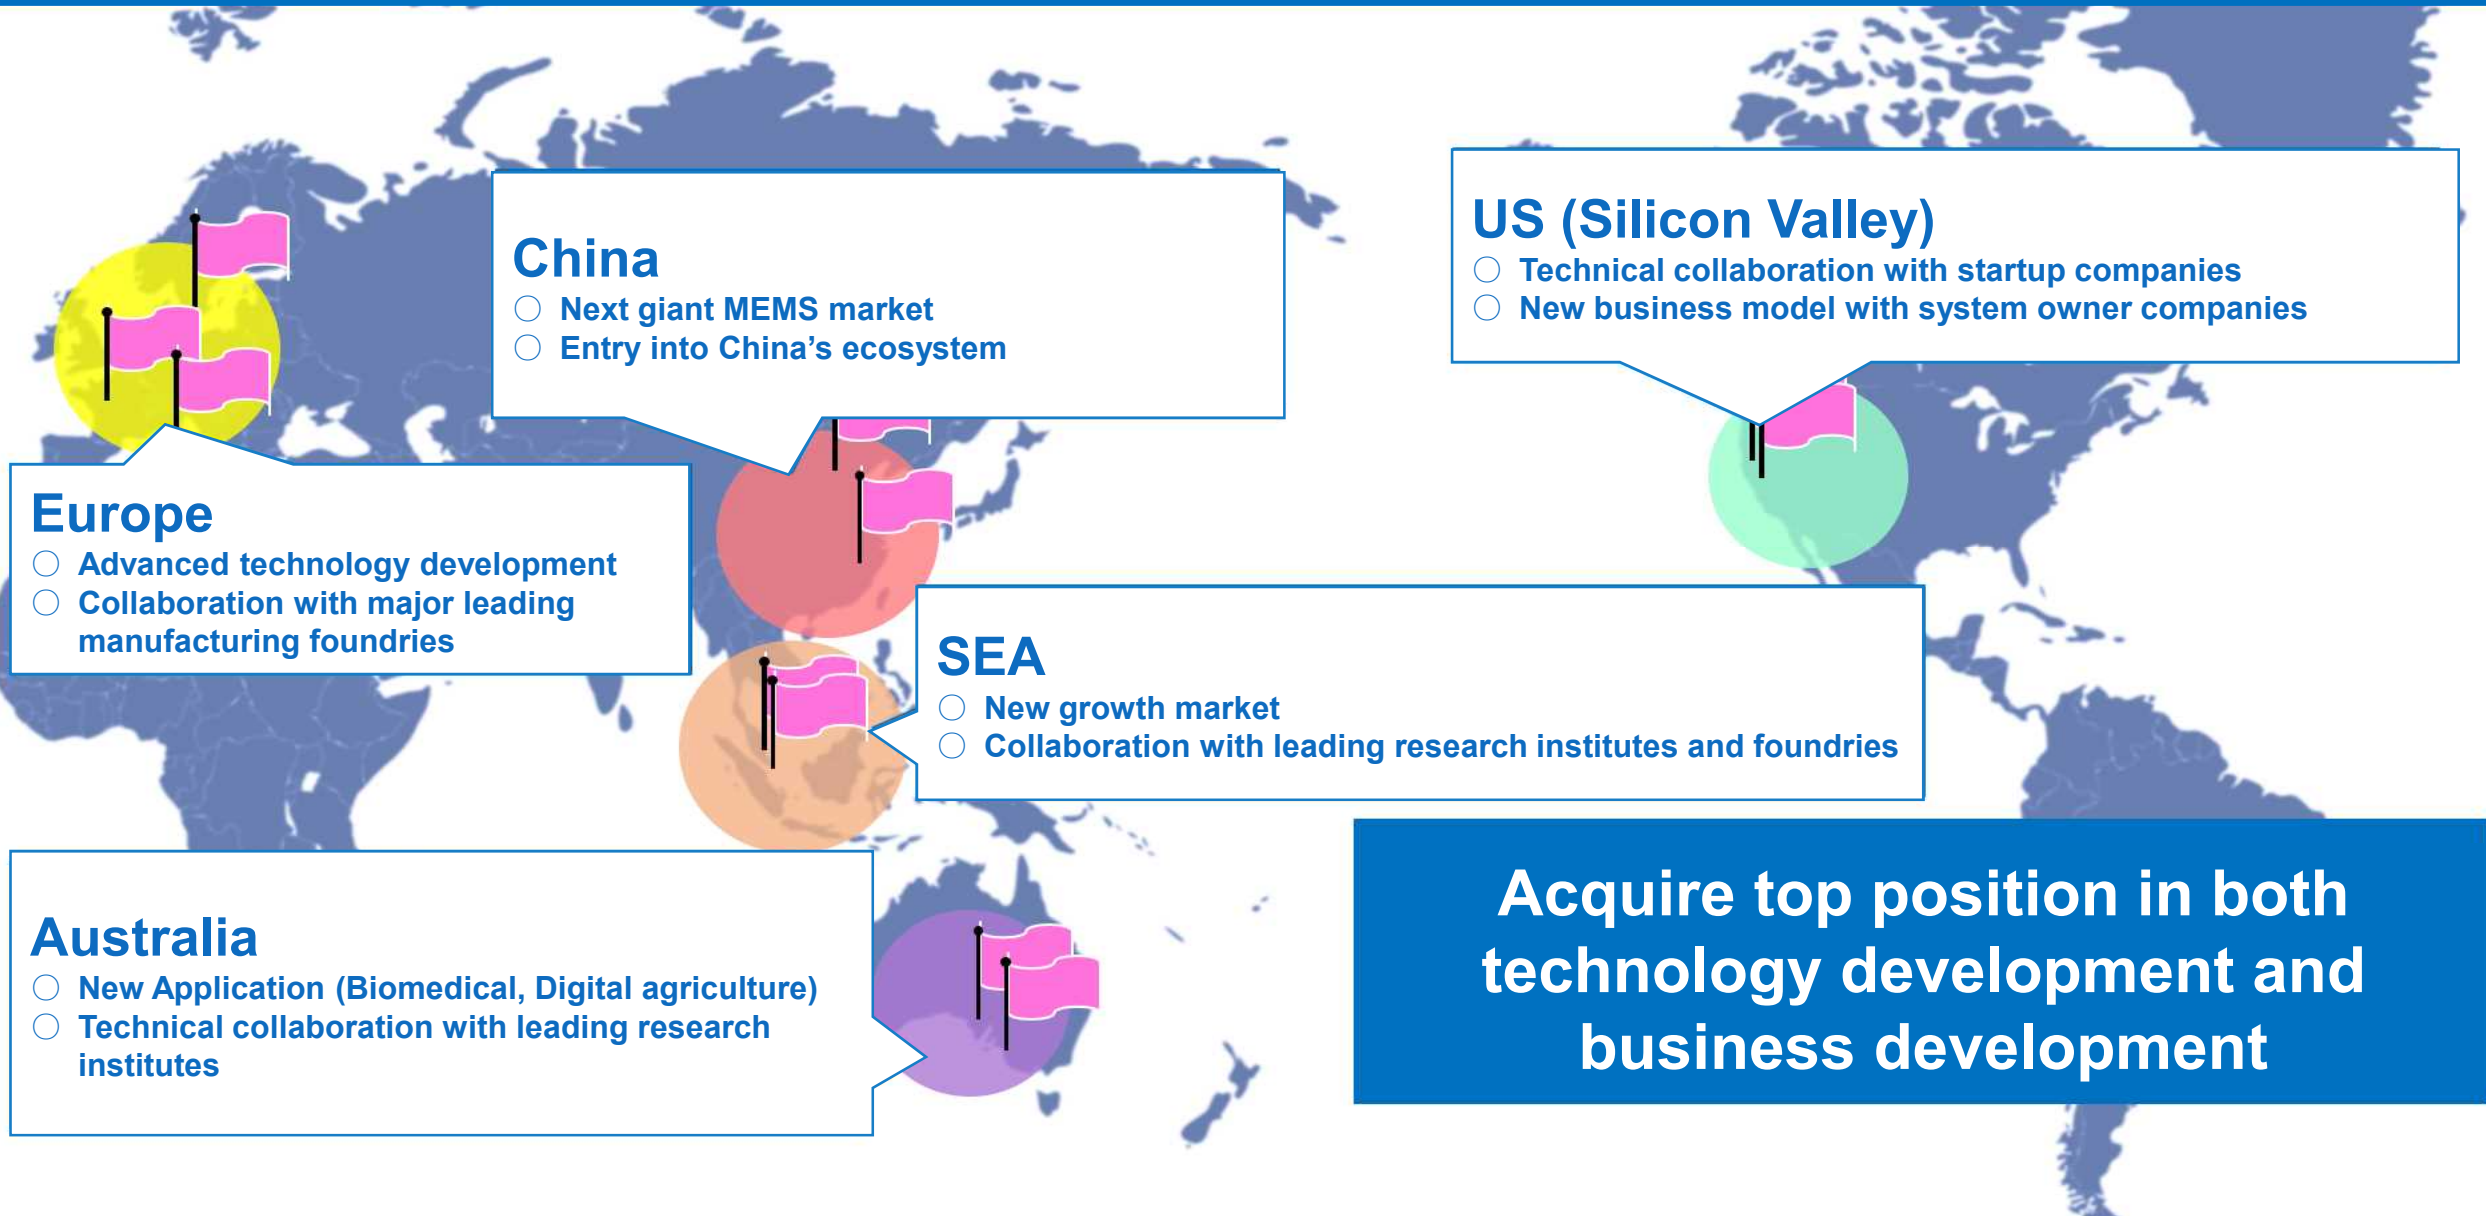 China
○ Next giant MEMS market
○ Entry into China’s ecosystem
US (Silicon Valley)
○ Technical collaboration with startup companies
○ New business model with system owner companies
Europe
○ Advanced technology development
○ Collaboration with major leading
manufacturing foundries
SEA
○ New growth market
○ Collaboration with leading research institutes and foundries
Australia
○ New Application (Biomedical, Digital agriculture)
○ Technical collaboration with leading research
institutes
Acquire top position in both
technology development and
business development